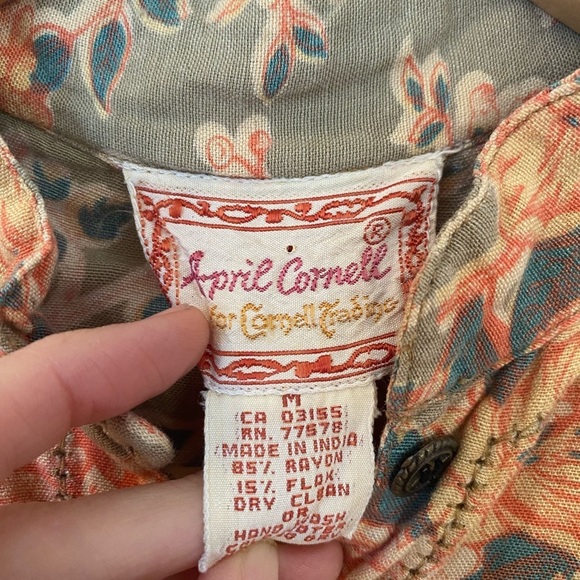 April Cornell ®
for Cornell Trading
M
CA 03155
RN. 77578
MADE IN INDIA
85% RAYON
15% FLAX
DRY CLEAN
OR
HAND WASH